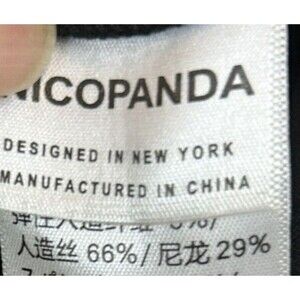 NICOPANDA
DESIGNED IN NEW YORK
MANUFACTURED IN CHINA
人造丝 66% / 尼龙 29%